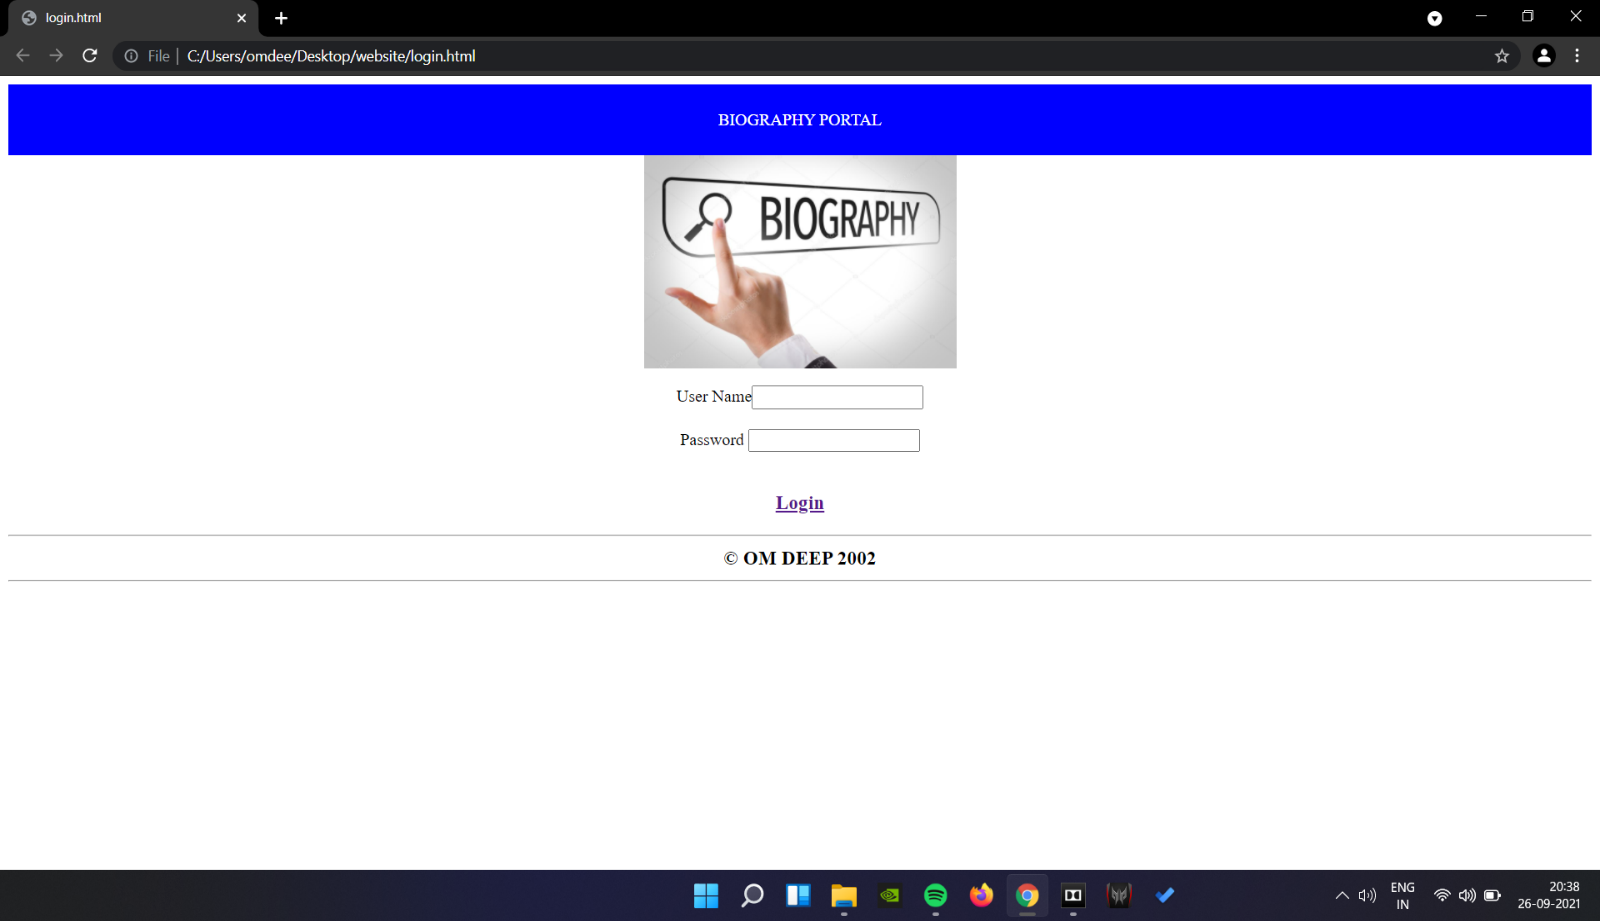 login.html
File
C:/Users/omdee/Desktop/website/login.html
BIOGRAPHY PORTAL
BIOGRAPHY
User Name
Password
Login
© OM DEEP 2002
ENG
IN
20:38
26-09-2021